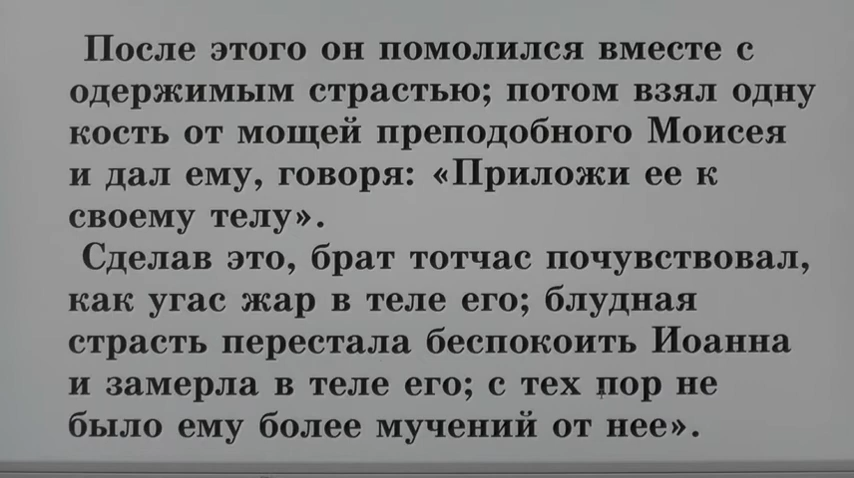 После этого он помолился вместе с
одержимым страстью; потом взял одну
кость от мощей преподобного Моисея
и дал ему, говоря: «Приложи ее к
своему телу».
Сделав это, брат тотчас почувствовал,
как угас жар в теле его; блудная
страсть перестала беспокоить Иоанна
и замерла в теле его; с тех пор не
было ему более мучений от нее».